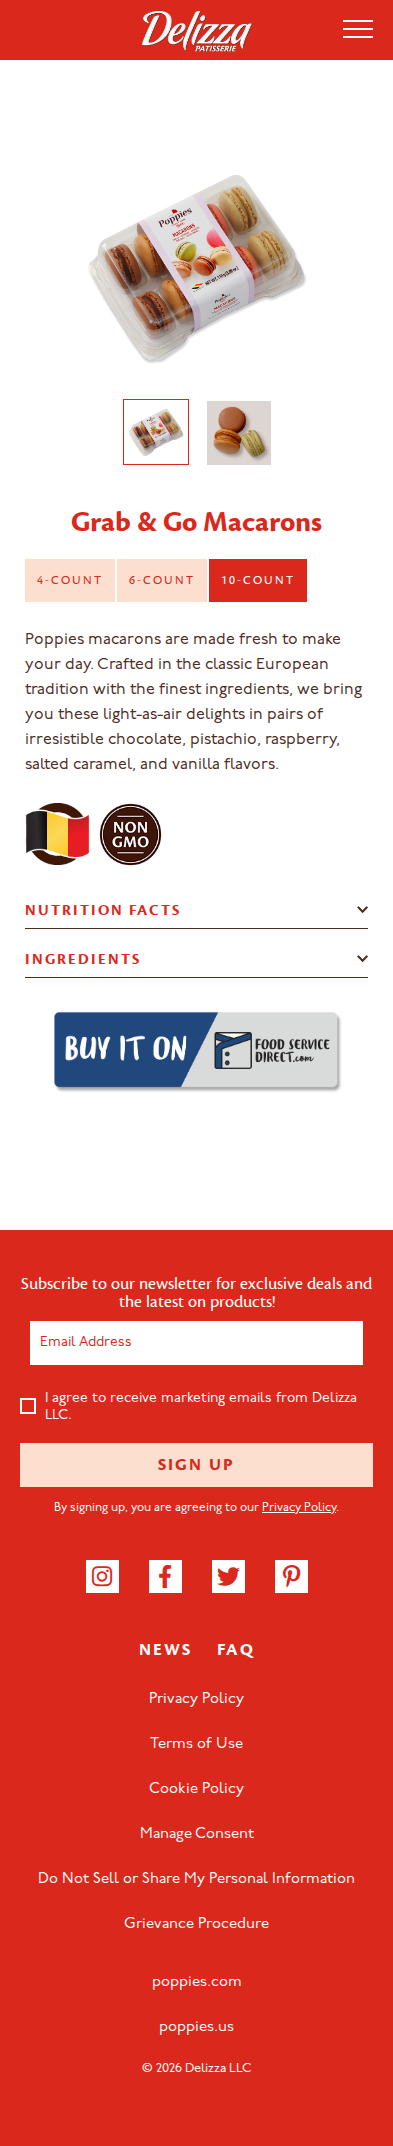 Delizza
PATISSERIE
Poppies
MACARONS
Grab & Go Macarons
4-COUNT
6-COUNT
10-COUNT
Poppies macarons are made fresh to make
your day. Crafted in the classic European
tradition with the finest ingredients, we bring
you these light-as-air delights in pairs of
irresistible chocolate, pistachio, raspberry,
salted caramel, and vanilla flavors.
NON
GMO
NUTRITION FACTS
INGREDIENTS
BUY IT ON
FOOD SERVICE
DIRECT.com
Subscribe to our newsletter for exclusive deals and
the latest on products!
Email Address
I agree to receive marketing emails from Delizza
LLC.
SIGN UP
By signing up, you are agreeing to our Privacy Policy.
NEWS FAQ
Privacy Policy
Terms of Use
Cookie Policy
Manage Consent
Do Not Sell or Share My Personal Information
Grievance Procedure
poppies.com
poppies.us
© 2026 Delizza LLC